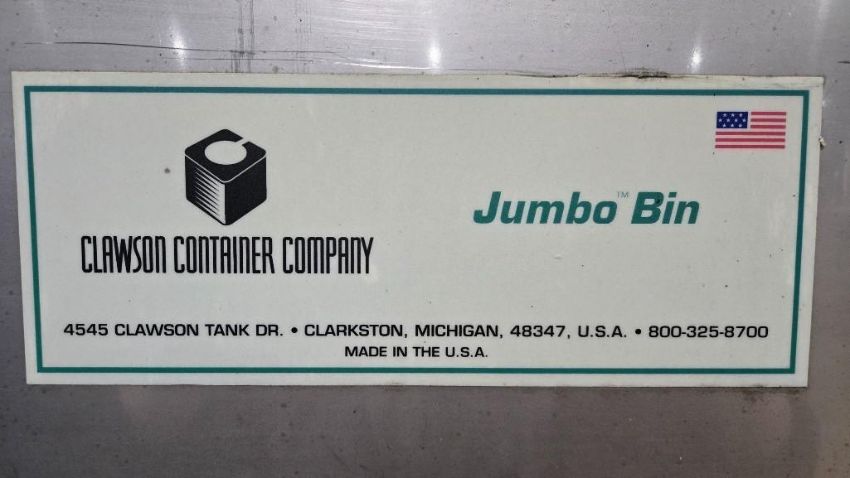 Jumbo™ Bin
CLAWSON CONTAINER COMPANY
4545 CLAWSON TANK DR. • CLARKSTON, MICHIGAN, 48347, U.S.A. • 800-325-8700
MADE IN THE U.S.A.